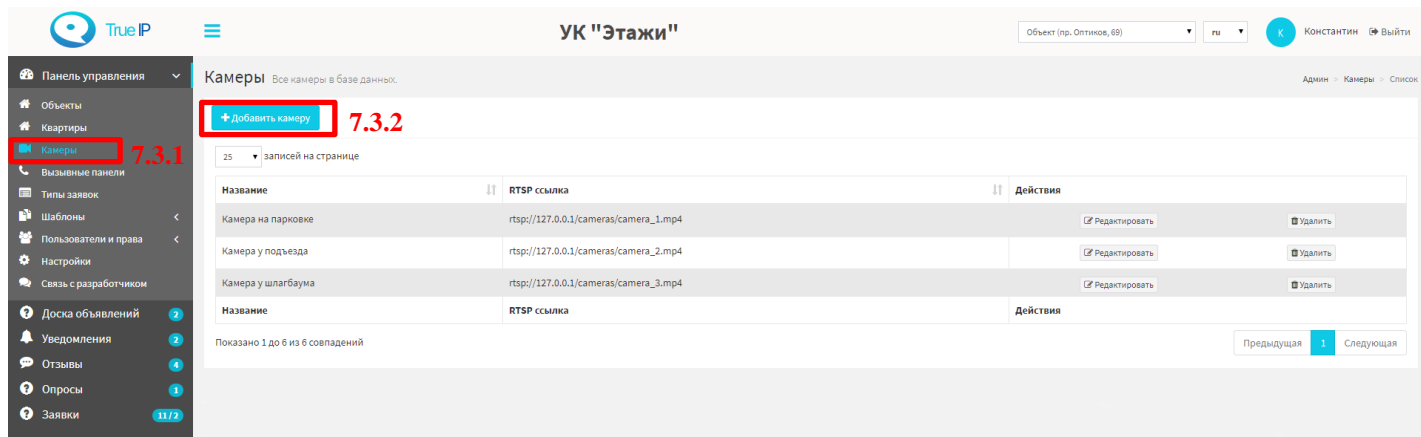 True IP
УК "Этажи"
Объект (пр. Оптиков, 69)
ru
К
Константин
Выйти
Панель управления
Объекты
Квартиры
Камеры
7.3.1
Вызывные панели
Типы заявок
Шаблоны
Пользователи и права
Настройки
Связь с разработчиком
Доска объявлений 2
Уведомления 2
Отзывы 4
Опросы 1
Заявки 11/2
Камеры Все камеры в базе данных.
Админ > Камеры > Список
+Добавить камеру
7.3.2
25 записей на странице
Название RTSP ссылка Действия
Камера на парковке rtsp://127.0.0.1/cameras/camera_1.mp4 Редактировать Удалить
Камера у подъезда rtsp://127.0.0.1/cameras/camera_2.mp4 Редактировать Удалить
Камера у шлагбаума rtsp://127.0.0.1/cameras/camera_3.mp4 Редактировать Удалить
Название RTSP ссылка Действия
Показано 1 до 6 из 6 совпадений
Предыдущая 1 Следующая